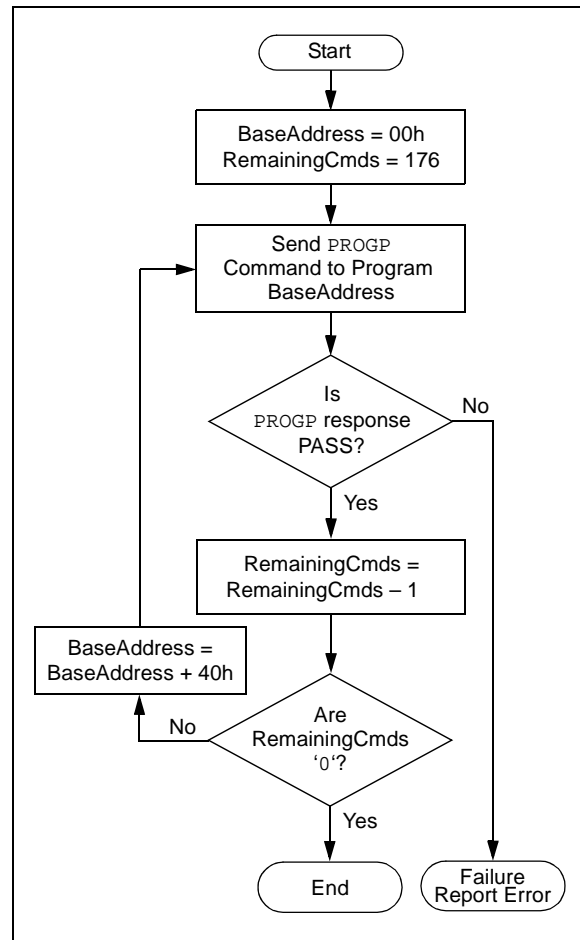 Start
BaseAddress = 00h
RemainingCmds = 176
Send PROGP
Command to Program
BaseAddress
Is
PROGP response
PASS?
No
Yes
RemainingCmds =
RemainingCmds – 1
BaseAddress =
BaseAddress + 40h
No
Are
RemainingCmds
‘0‘?
Yes
End
Failure
Report Error